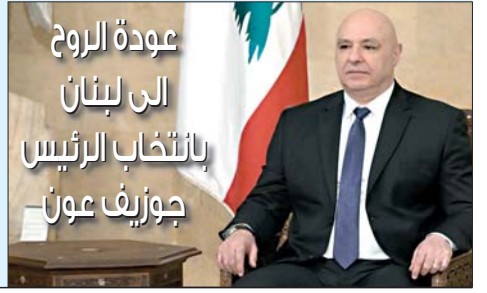 عودة الروح
الى لبنان
بانتخاب الرئيس
جوزيف عون